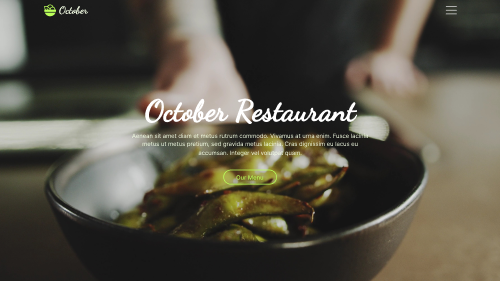 October
October Restaurant
Aenean sit amet diam et metus rutrum commodo. Vivamus at urna enim. Fusce lacinia
metus ut metus pretium, sed gravida metus lacinia. Cras dignissim eu lacus eu
accumsan. Integer vel volutpat quam.
Our Menu